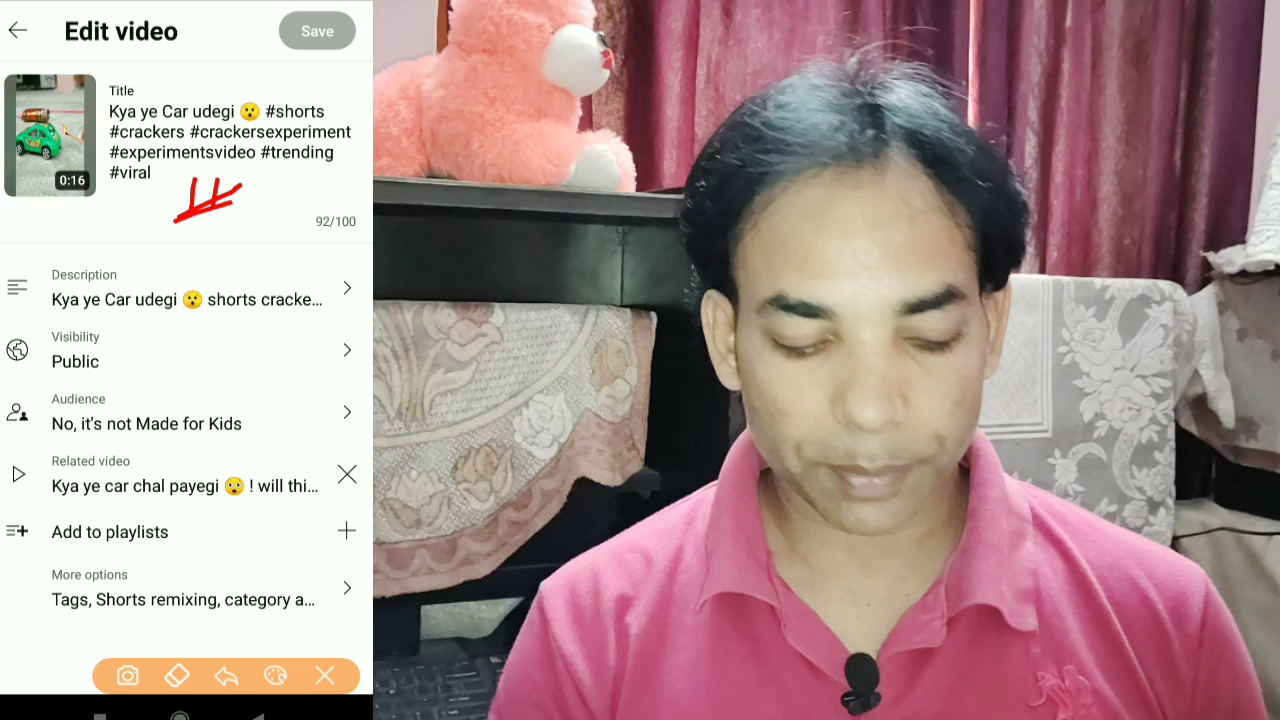 Edit video
Save
Title
Kya ye Car udegi 😮 #shorts
#crackers #crackersexperiment
#experimentsvideo #trending
#viral
0:16
92/100
Description
Kya ye Car udegi 😮 shorts cracke...
Visibility
Public
Audience
No, it's not Made for Kids
Related video
Kya ye car chal payegi 😲 ! will thi...
Add to playlists
More options
Tags, Shorts remixing, category a...